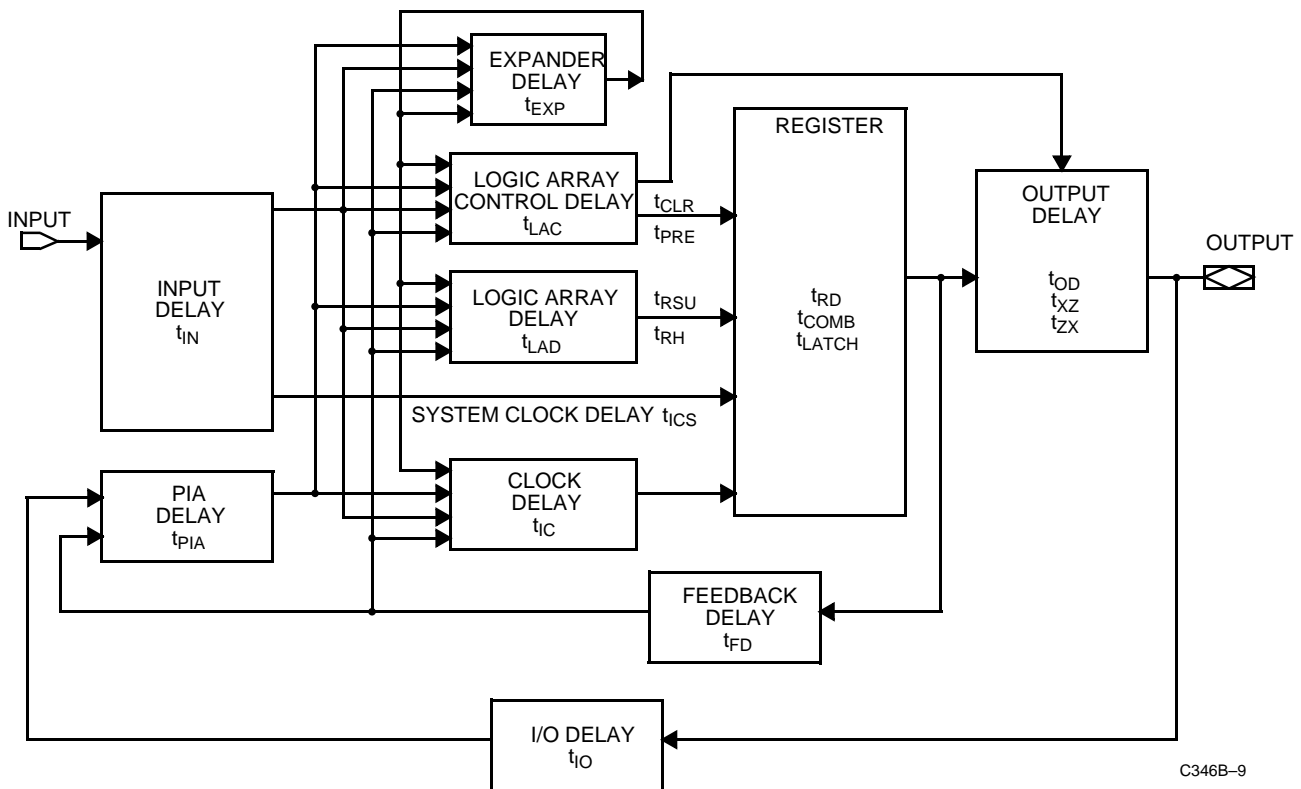 EXPANDER
DELAY
tEXP
REGISTER
LOGIC ARRAY
CONTROL DELAY
tLAC
tCLR
tPRE
OUTPUT
DELAY
tOD
tXZ
tZX
INPUT
OUTPUT
INPUT
DELAY
tIN
LOGIC ARRAY
DELAY
tLAD
tRSU
tRH
tRD
tCOMB
tLATCH
SYSTEM CLOCK DELAY tICS
PIA
DELAY
tPIA
CLOCK
DELAY
tIC
FEEDBACK
DELAY
tFD
I/O DELAY
tIO
C346B–9